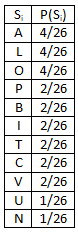 Si P(Si)
A 4/26
L 4/26
O 4/26
P 2/26
B 2/26
I 2/26
T 2/26
C 2/26
V 2/26
U 1/26
N 1/26